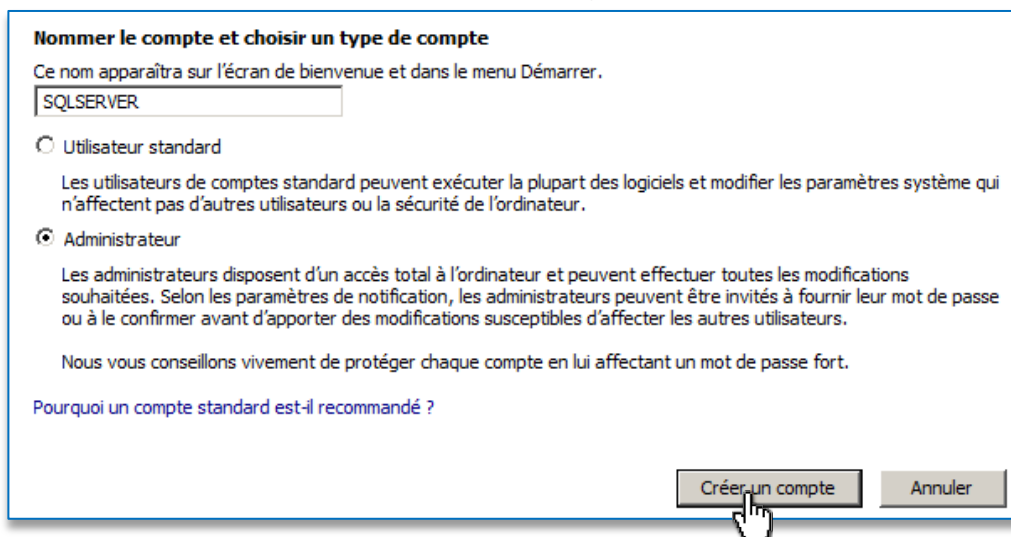 Nommer le compte et choisir un type de compte
Ce nom apparaîtra sur l’écran de bienvenue et dans le menu Démarrer.
SQLSERVER
Utilisateur standard
Les utilisateurs de comptes standard peuvent exécuter la plupart des logiciels et modifier les paramètres système qui
n’affectent pas d’autres utilisateurs ou la sécurité de l’ordinateur.
Administrateur
Les administrateurs disposent d’un accès total à l’ordinateur et peuvent effectuer toutes les modifications
souhaitées. Selon les paramètres de notification, les administrateurs peuvent être invités à fournir leur mot de passe
ou à le confirmer avant d’apporter des modifications susceptibles d’affecter les autres utilisateurs.
Nous vous conseillons vivement de protéger chaque compte en lui affectant un mot de passe fort.
Pourquoi un compte standard est-il recommandé ?
Créer un compte
Annuler